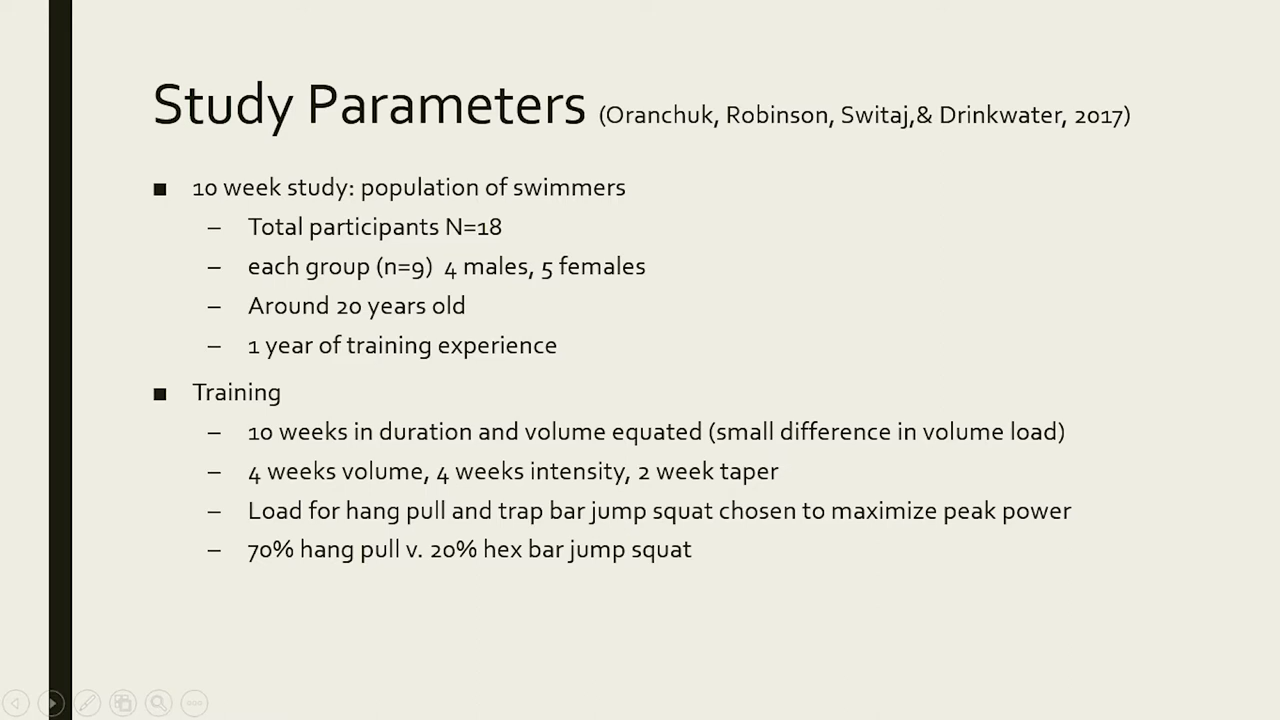 Study Parameters (Oranchuk, Robinson, Switaj,& Drinkwater, 2017)
■ 10 week study: population of swimmers
– Total participants N=18
– each group (n=9) 4 males, 5 females
– Around 20 years old
– 1 year of training experience
■ Training
– 10 weeks in duration and volume equated (small difference in volume load)
– 4 weeks volume, 4 weeks intensity, 2 week taper
– Load for hang pull and trap bar jump squat chosen to maximize peak power
– 70% hang pull v. 20% hex bar jump squat